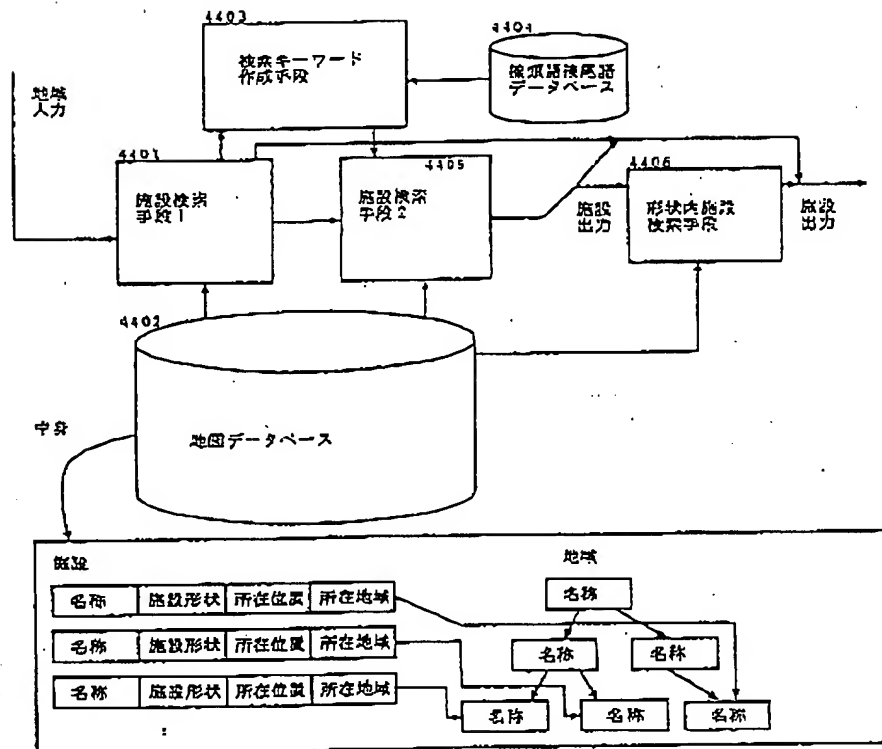 4403
検索キーワード
作成手段
4404
データベース
地域
入力
4401
施設検索
手段1
4405
施設検索
手段2
施設
出力
4406
形状内施設
検索手段
施設
出力
4402
地図データベース
中身
施設
地域
名称 施設形状 所在位置 所在地域
名称 施設形状 所在位置 所在地域
名称 施設形状 所在位置 所在地域
:
名称
名称 名称
名称 名称 名称